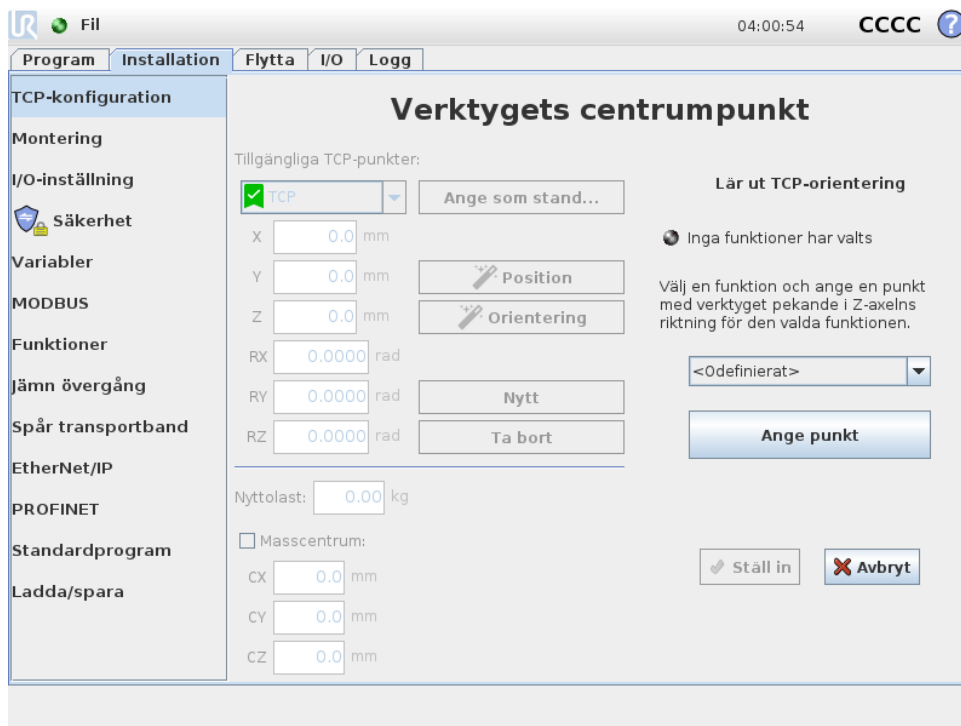 UR Fil 04:00:54 CCCC ?
Program Installation Flytta I/O Logg
TCP-konfiguration
Montering
I/O-inställning
Säkerhet
Variabler
MODBUS
Funktioner
Jämn övergång
Spår transportband
EtherNet/IP
PROFINET
Standardprogram
Ladda/spara
Verktygets centrumpunkt
Tillgängliga TCP-punkter:
TCP Ange som stand...
X 0.0 mm
Y 0.0 mm Position
Z 0.0 mm Orientering
RX 0.0000 rad
RY 0.0000 rad Nytt
RZ 0.0000 rad Ta bort
Nyttolast: 0.00 kg
Masscentrum:
CX 0.0 mm
CY 0.0 mm
CZ 0.0 mm
Lär ut TCP-orientering
Inga funktioner har valts
Välj en funktion och ange en punkt
med verktyget pekande i Z-axelns
riktning för den valda funktionen.
<Odefinierat>
Ange punkt
Ställ in Avbryt